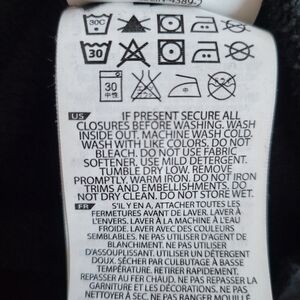 4389
30C
30
30
中性
US
IF PRESENT SECURE ALL
CLOSURES BEFORE WASHING. WASH
INSIDE OUT. MACHINE WASH COLD.
WASH WITH LIKE COLORS. DO NOT
BLEACH. DO NOT USE FABRIC
SOFTENER. USE MILD DETERGENT.
TUMBLE DRY LOW. REMOVE
PROMPTLY. WARM IRON. DO NOT IRON
TRIMS AND EMBELLISHMENTS. DO
NOT DRY CLEAN. DO NOT STORE WET.
FR
S'IL Y EN A, ATTACHER TOUTES LES
FERMETURES AVANT DE LAVER. LAVER À
L'ENVERS. LAVER À LA MACHINE À L'EAU
FROIDE. LAVER AVEC DES COULEURS
SEMBLABLES. NE PAS UTILISER D'AGENT DE
BLANCHIMENT. NE PAS UTILISER
D'ASSOUPLISSANT. UTILISER UN DÉTERGENT
DOUX. SÉCHER PAR CULBUTAGE À BASSE
TEMPÉRATURE. RETIRER RAPIDEMENT.
REPASSER AU FER CHAUD. NE PAS REPASSER LES
GARNITURES ET ORNEMENTS. NE PAS
NETTOYER À SEC. NE PAS RANGER